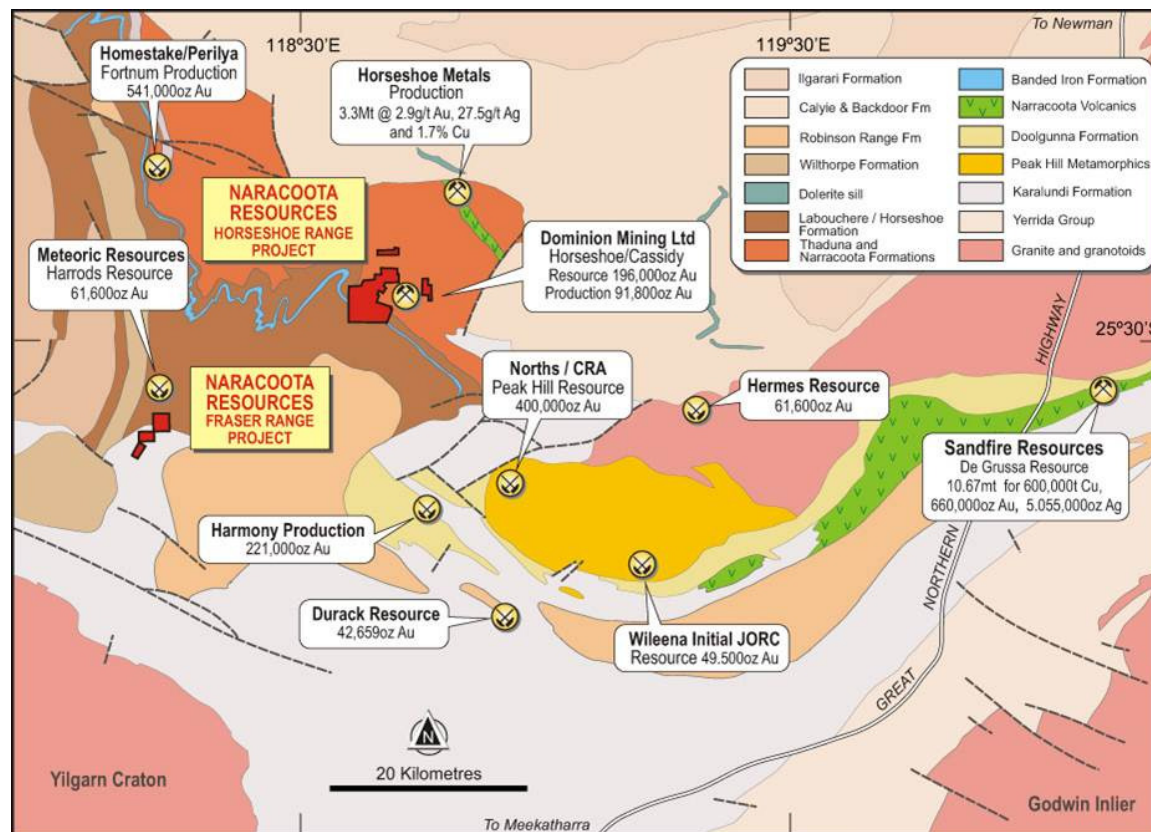 118º30'E
119º30'E
To Newman
Homestake/Perilya
Fortnum Production
541,000oz Au
Horseshoe Metals
Production
3.3Mt @ 2.9g/t Au, 27.5g/t Ag
and 1.7% Cu
Ilgarari Formation
Calyie & Backdoor Fm
Robinson Range Fm
Wilthorpe Formation
Dolerite sill
Labouchere / Horseshoe
Formation
Thaduna and
Narracoota Formations
Banded Iron Formation
Narracoota Volcanics
Doolgunna Formation
Peak Hill Metamorphics
Karalundi Formation
Yerrida Group
Granite and granotoids
NARACOOTA
RESOURCES
HORSESHOE RANGE
PROJECT
Meteoric Resources
Harrods Resource
61,600oz Au
Dominion Mining Ltd
Horseshoe/Cassidy
Resource 196,000oz Au
Production 91,800oz Au
HIGHWAY
25º30'S
NARACOOTA
RESOURCES
FRASER RANGE
PROJECT
Norths / CRA
Peak Hill Resource
400,000oz Au
Hermes Resource
61,600oz Au
Sandfire Resources
De Grussa Resource
10.67mt for 600,000t Cu,
660,000oz Au, 5.055,000oz Ag
Harmony Production
221,000oz Au
NORTHERN
Durack Resource
42,659oz Au
Wileena Initial JORC
Resource 49.500oz Au
GREAT
N
20 Kilometres
Yilgarn Craton
Godwin Inlier
To Meekatharra